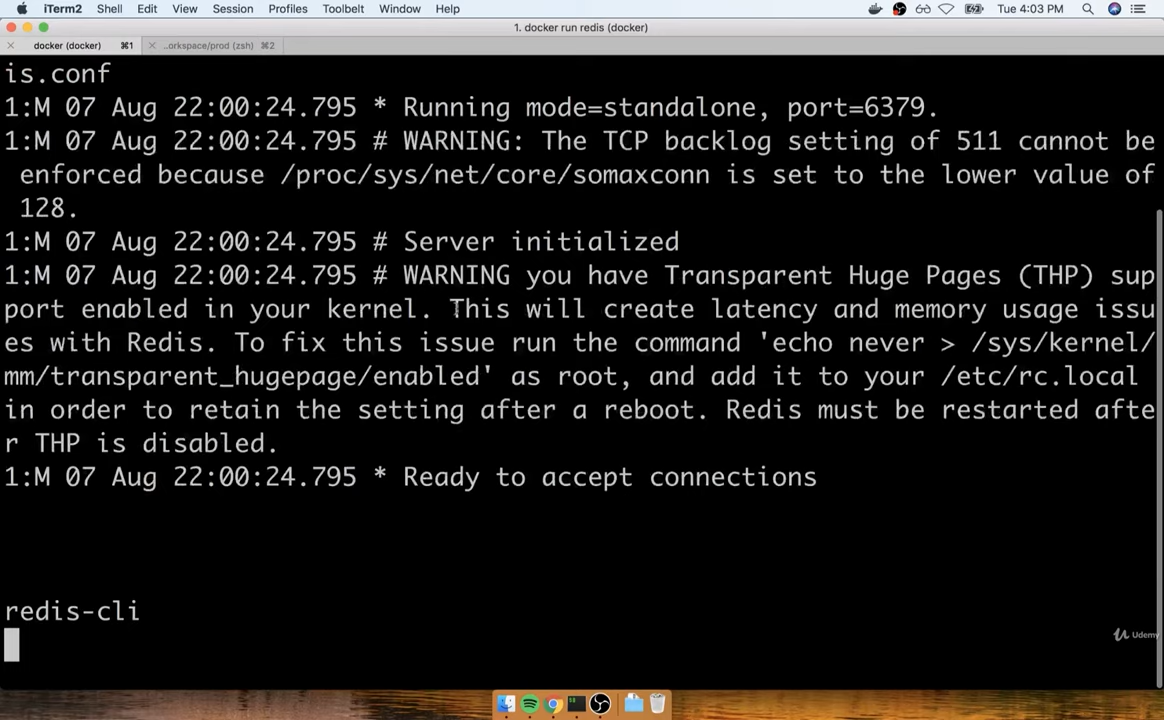 iTerm2 Shell Edit View Session Profiles Toolbelt Window Help Tue 4:03 PM
1. docker run redis (docker)
docker (docker) ⌘1 ..orkspace/prod (zsh) ⌘2
is.conf
1:M 07 Aug 22:00:24.795 * Running mode=standalone, port=6379.
1:M 07 Aug 22:00:24.795 # WARNING: The TCP backlog setting of 511 cannot be
enforced because /proc/sys/net/core/somaxconn is set to the lower value of
128.
1:M 07 Aug 22:00:24.795 # Server initialized
1:M 07 Aug 22:00:24.795 # WARNING you have Transparent Huge Pages (THP) sup
port enabled in your kernel. This will create latency and memory usage issu
es with Redis. To fix this issue run the command 'echo never > /sys/kernel/
mm/transparent_hugepage/enabled' as root, and add it to your /etc/rc.local
in order to retain the setting after a reboot. Redis must be restarted afte
r THP is disabled.
1:M 07 Aug 22:00:24.795 * Ready to accept connections
redis-cli
Udemy